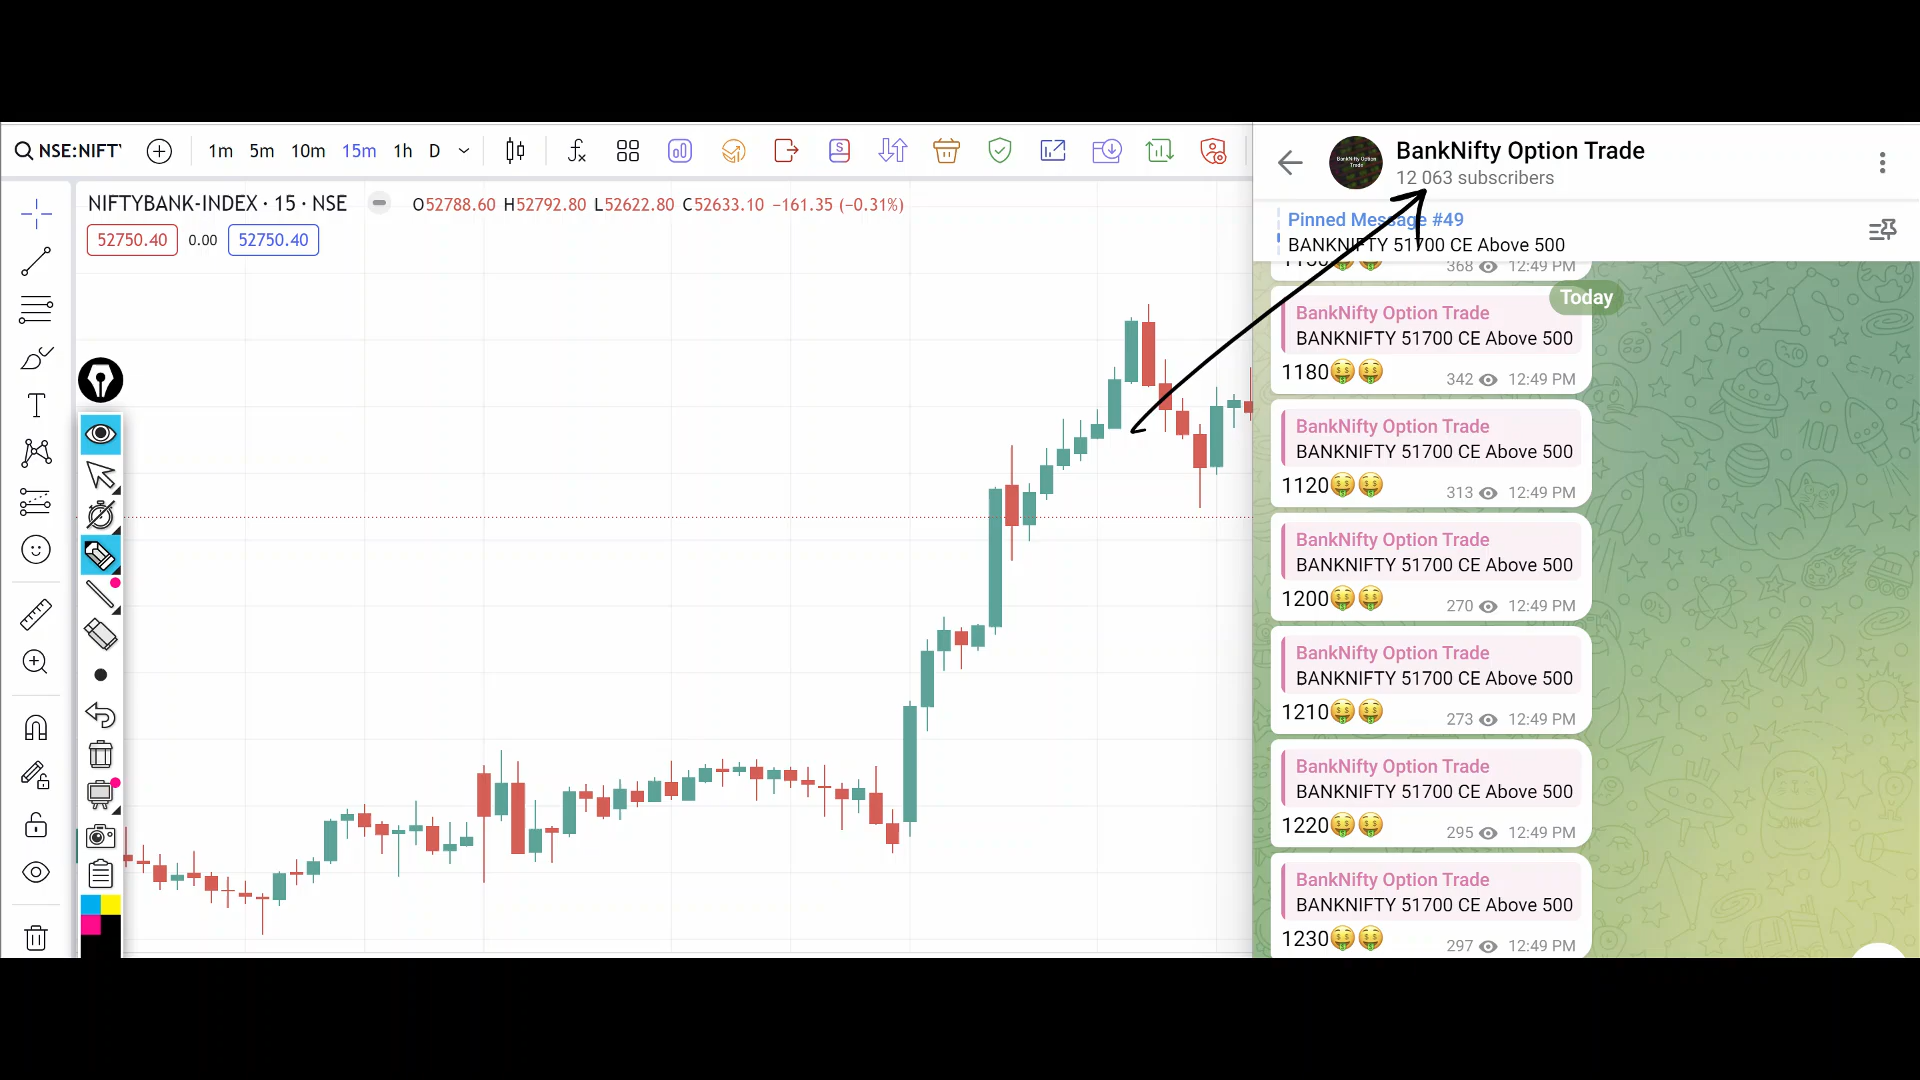 NSE:NIFTY
1m 5m 10m 15m 1h D
NIFTYBANK-INDEX · 15 · NSE
O52788.60 H52792.80 L52622.80 C52633.10 −161.35 (−0.31%)
52750.40 0.00 52750.40
BankNifty Option Trade
12 063 subscribers
Pinned Message #49
BANKNIFTY 51700 CE Above 500
368 12:49 PM
Today
BankNifty Option Trade
BANKNIFTY 51700 CE Above 500
1180🤑🤑 342 12:49 PM
BankNifty Option Trade
BANKNIFTY 51700 CE Above 500
1120🤑🤑 313 12:49 PM
BankNifty Option Trade
BANKNIFTY 51700 CE Above 500
1200🤑🤑 270 12:49 PM
BankNifty Option Trade
BANKNIFTY 51700 CE Above 500
1210🤑🤑 273 12:49 PM
BankNifty Option Trade
BANKNIFTY 51700 CE Above 500
1220🤑🤑 295 12:49 PM
BankNifty Option Trade
BANKNIFTY 51700 CE Above 500
1230🤑🤑 297 12:49 PM